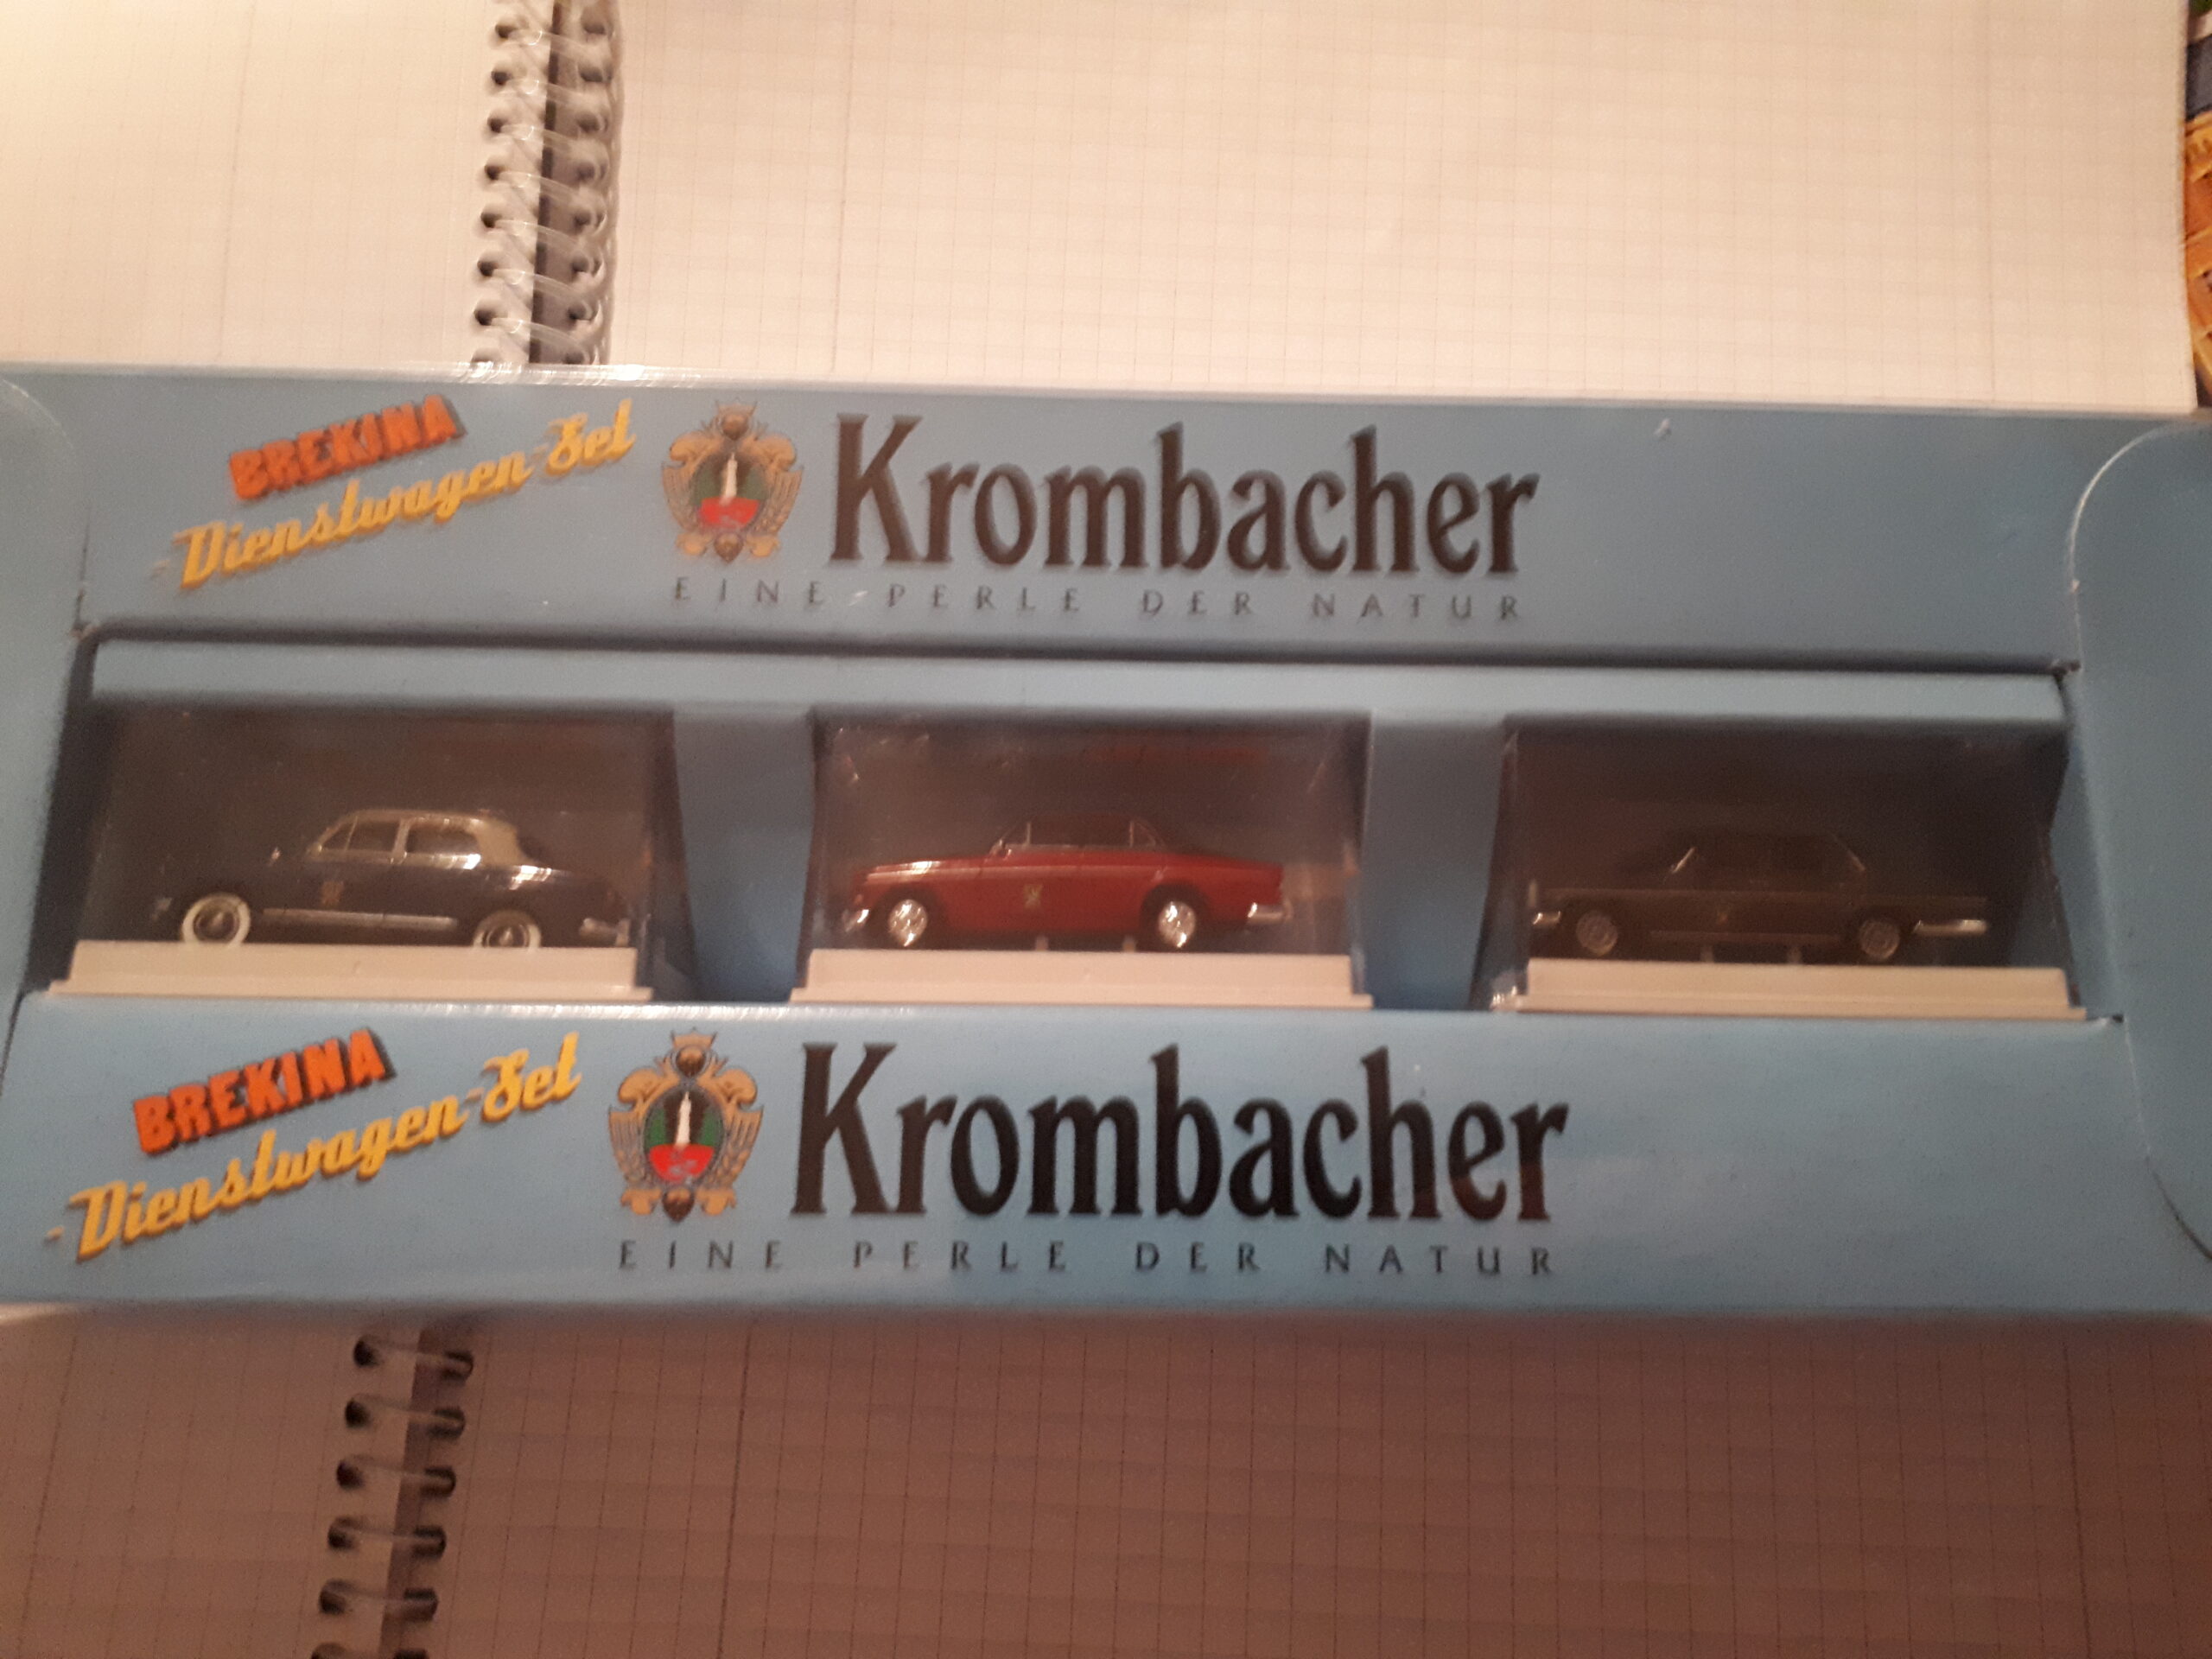 BREKINA
-Dienstwagen-Set
Krombacher
EINE PERLE DER NATUR
BREKINA
-Dienstwagen-Set
Krombacher
EINE PERLE DER NATUR